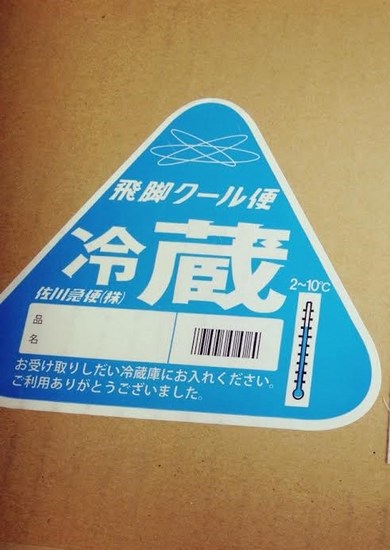 飛脚クール便
冷蔵
2~10℃
佐川急便(株)
品
名
お受け取りしだい冷蔵庫にお入れください。
ご利用ありがとうございました。